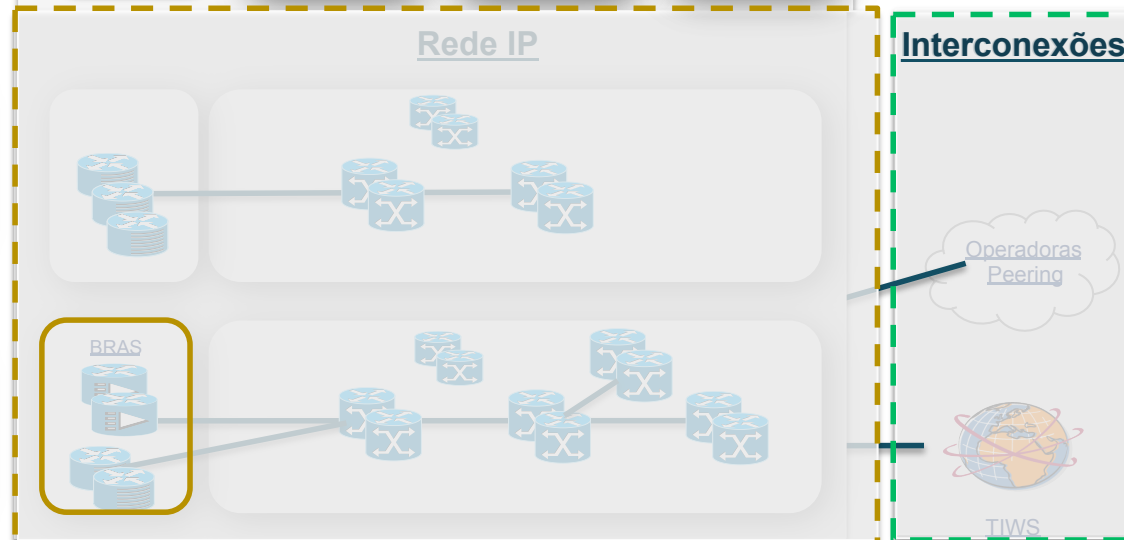 Rede IP
Interconexões
Operadoras
Peering
BRAS
TIWS